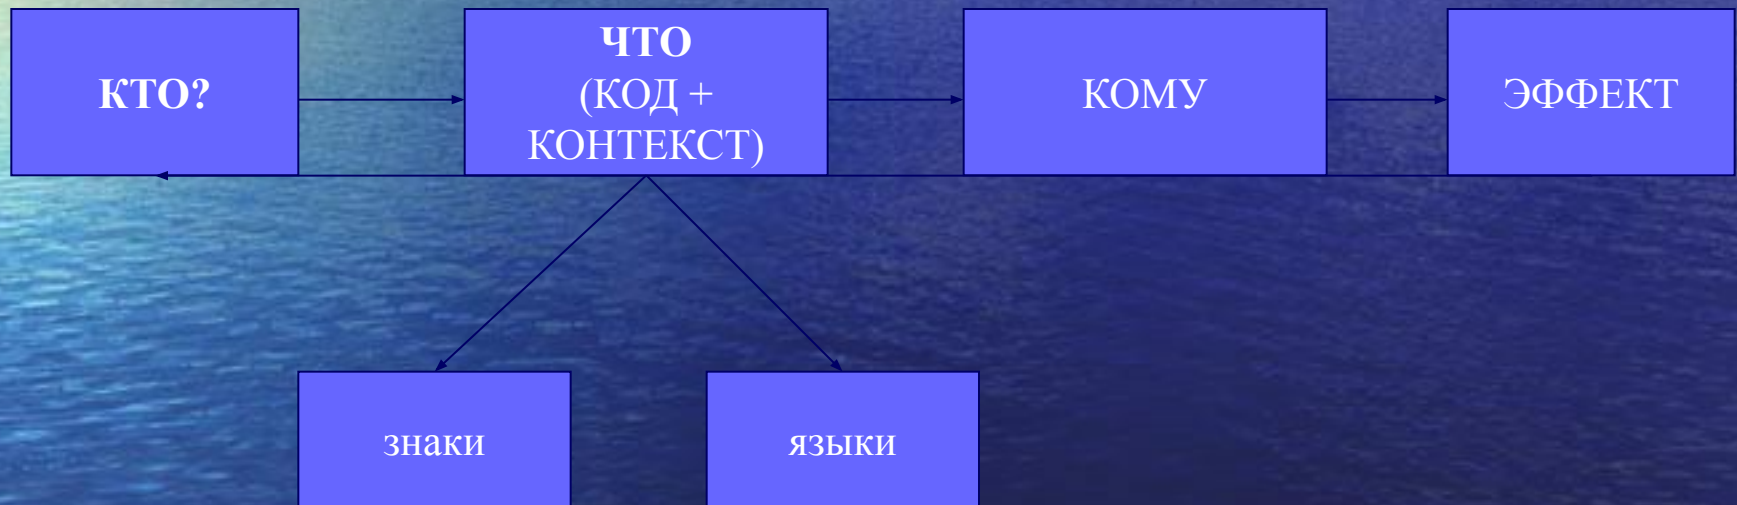 КТО?
ЧТО
(КОД +
КОНТЕКСТ)
КОМУ
ЭФФЕКТ
знаки
языки